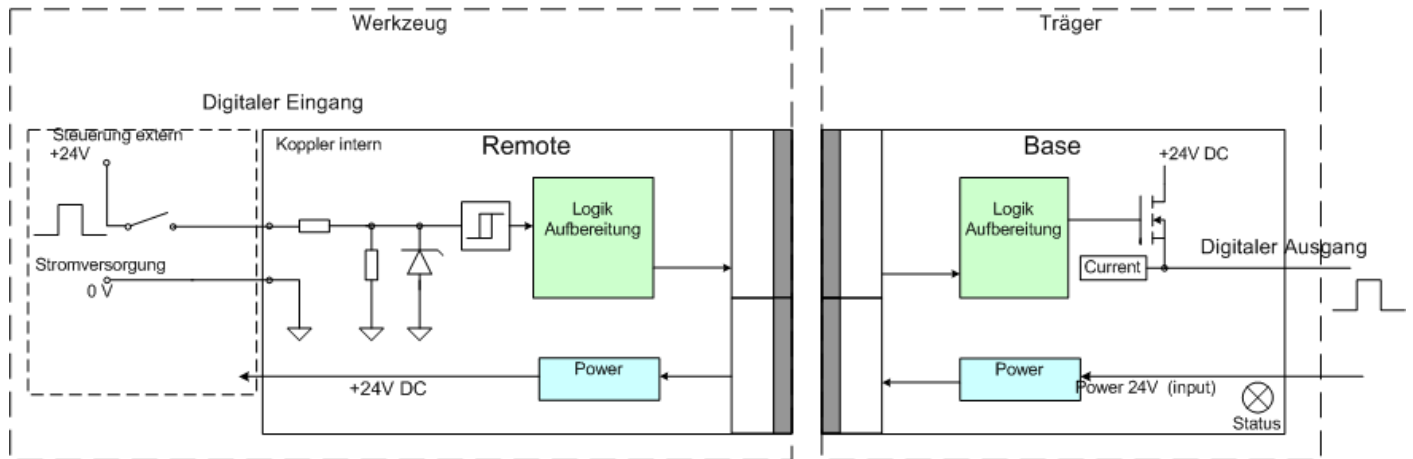 Werkzeug
Träger
Digitaler Eingang
Steuerung extern
+24V
Koppler intern
Remote
Base
+24V DC
Logik
Aufbereitung
Logik
Aufbereitung
Stromversorgung
0 V
Current
Digitaler Ausgang
+24V DC
Power
Power
Power 24V (input)
Status